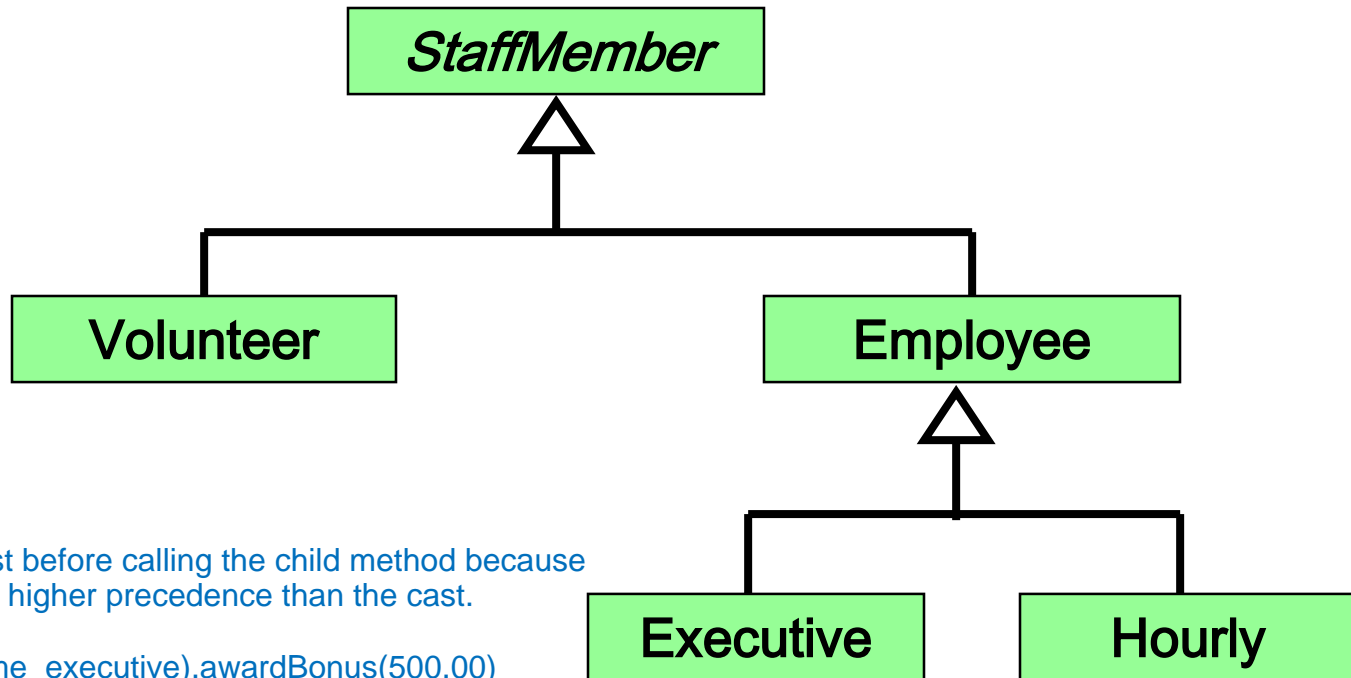 StaffMember
Volunteer Employee
st before calling the child method because
higher precedence than the cast.
Executive Hourly
ne_executive).awardBonus(500.00)